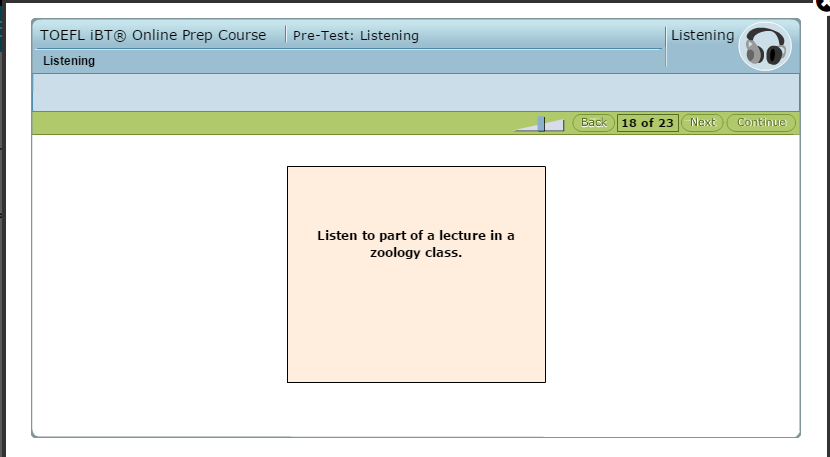 TOEFL iBT® Online Prep Course Pre-Test: Listening Listening
Listening
Back 18 of 23 Next Continue
Listen to part of a lecture in a
zoology class.